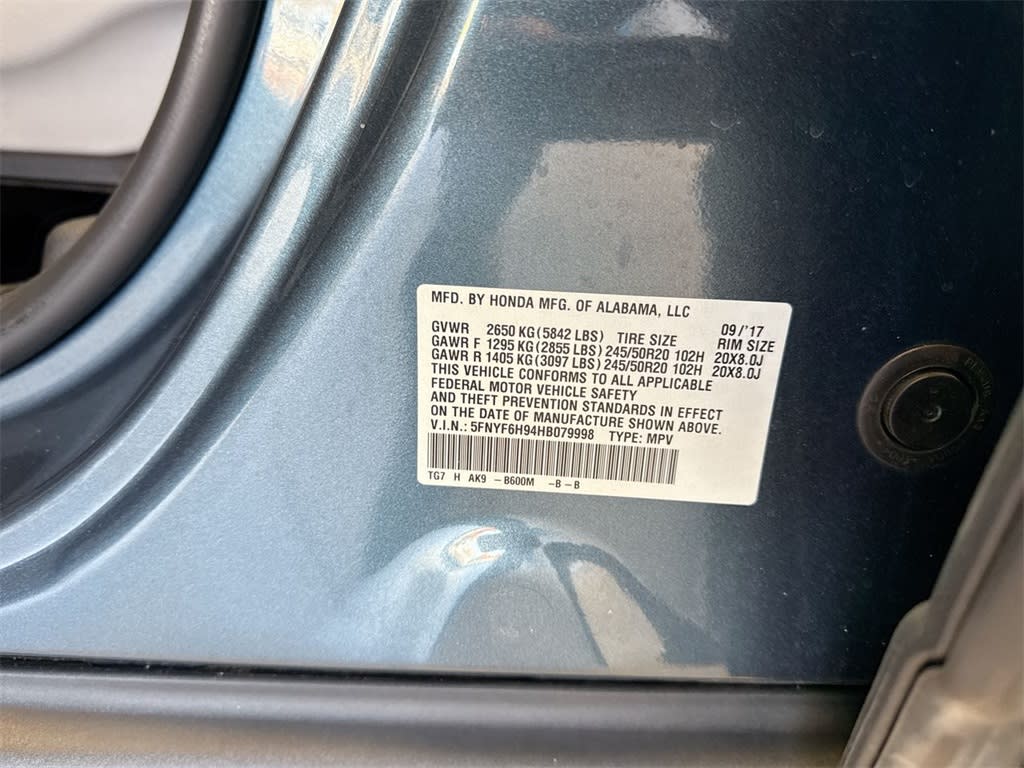 MFD. BY HONDA MFG. OF ALABAMA, LLC
09/'17
GVWR 2650 KG(5842 LBS) TIRE SIZE RIM SIZE
GAWR F 1295 KG(2855 LBS) 245/50R20 102H 20X8.0J
GAWR R 1405 KG(3097 LBS) 245/50R20 102H 20X8.0J
THIS VEHICLE CONFORMS TO ALL APPLICABLE
FEDERAL MOTOR VEHICLE SAFETY
AND THEFT PREVENTION STANDARDS IN EFFECT
ON THE DATE OF MANUFACTURE SHOWN ABOVE.
V.I.N.: 5FNYF6H94HB079998 TYPE: MPV
TG7 H AK9 -B600M -B-B